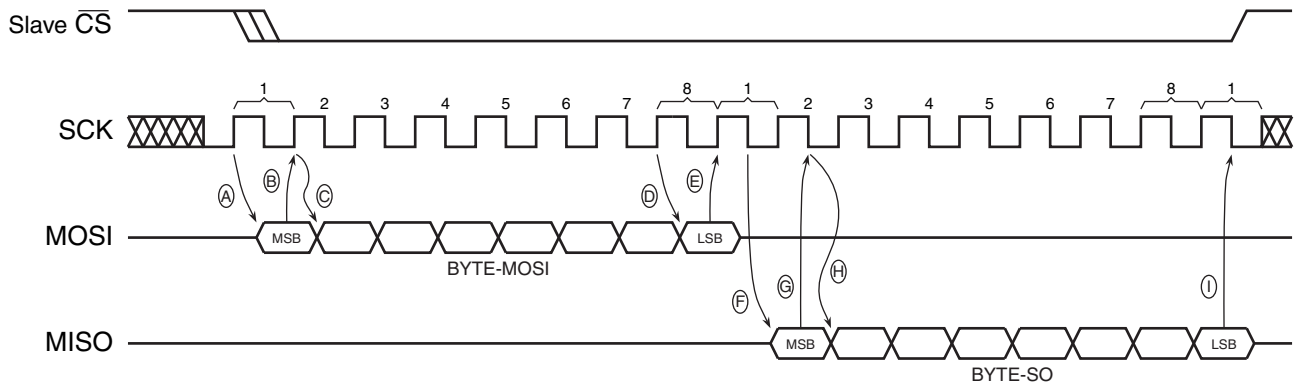 Slave CS
1 2 3 4 5 6 7 8 1 2 3 4 5 6 7 8 1
SCK
A B C D E
MOSI MSB LSB
BYTE-MOSI
F G H I
MISO MSB LSB
BYTE-SO